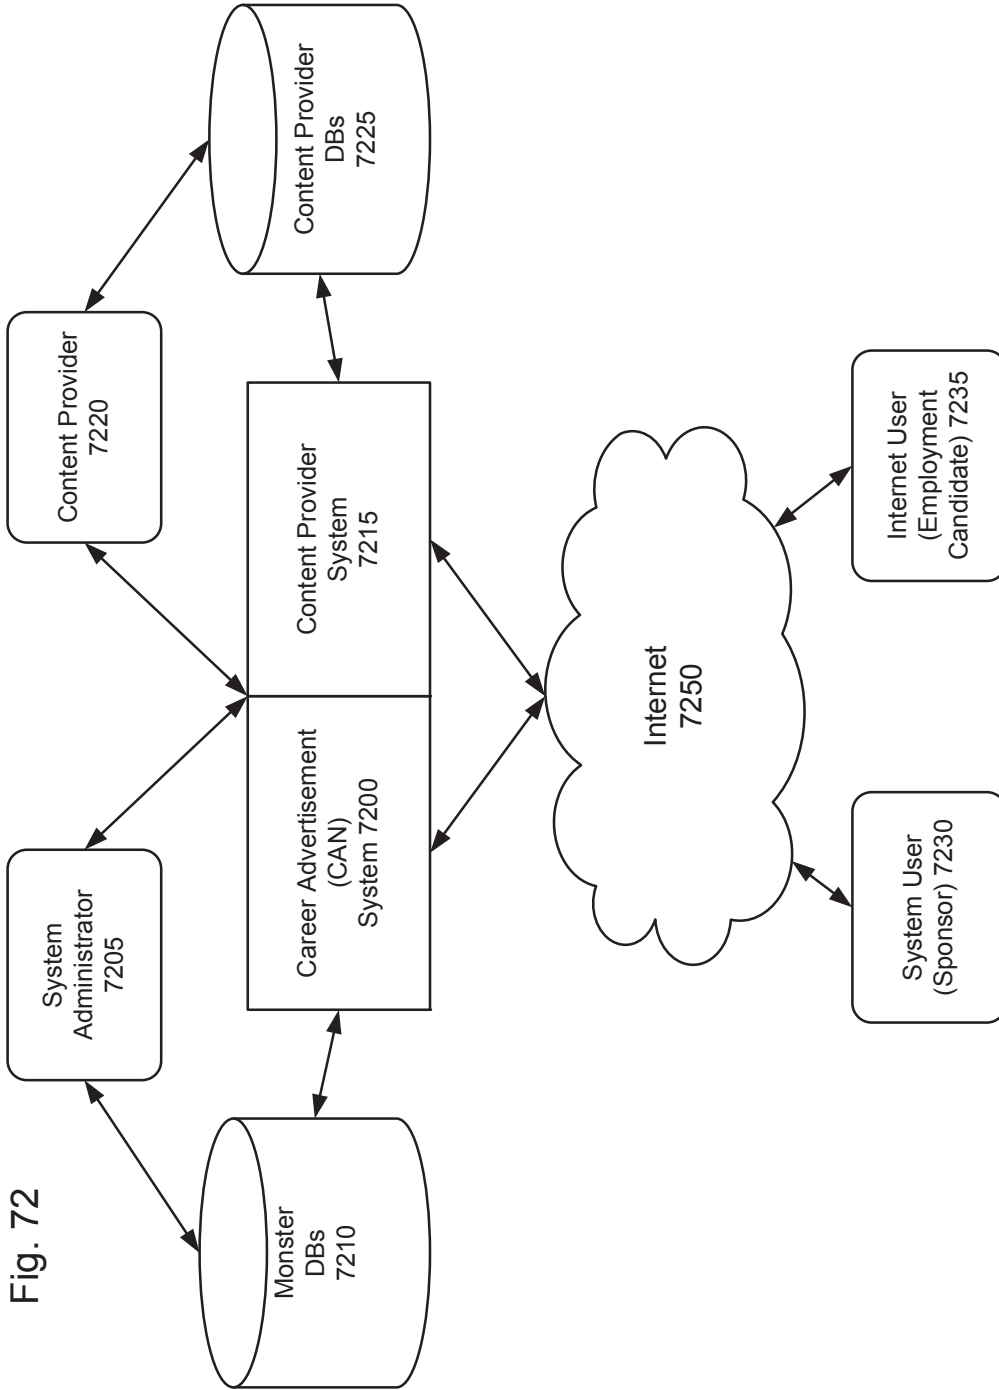 Fig. 72
System
Administrator
7205
Content Provider
7220
Monster
DBs
7210
Career Advertisement
(CAN)
System 7200
Content Provider
System
7215
Content Provider
DBs
7225
Internet
7250
System User
(Sponsor) 7230
Internet User
(Employment
Candidate) 7235